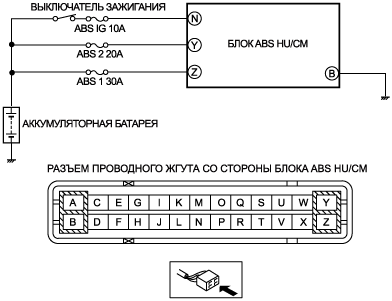 ВЫКЛЮЧАТЕЛЬ ЗАЖИГАНИЯ
ABS IG 10A
N
ABS 2 20A
Y
БЛОК ABS HU/CM
ABS 1 30A
Z
B
АККУМУЛЯТОРНАЯ БАТАРЕЯ
РАЗЪЕМ ПРОВОДНОГО ЖГУТА СО СТОРОНЫ БЛОКА ABS HU/CM
A C E G I K M O Q S U W Y
B D F H J L N P R T V X Z